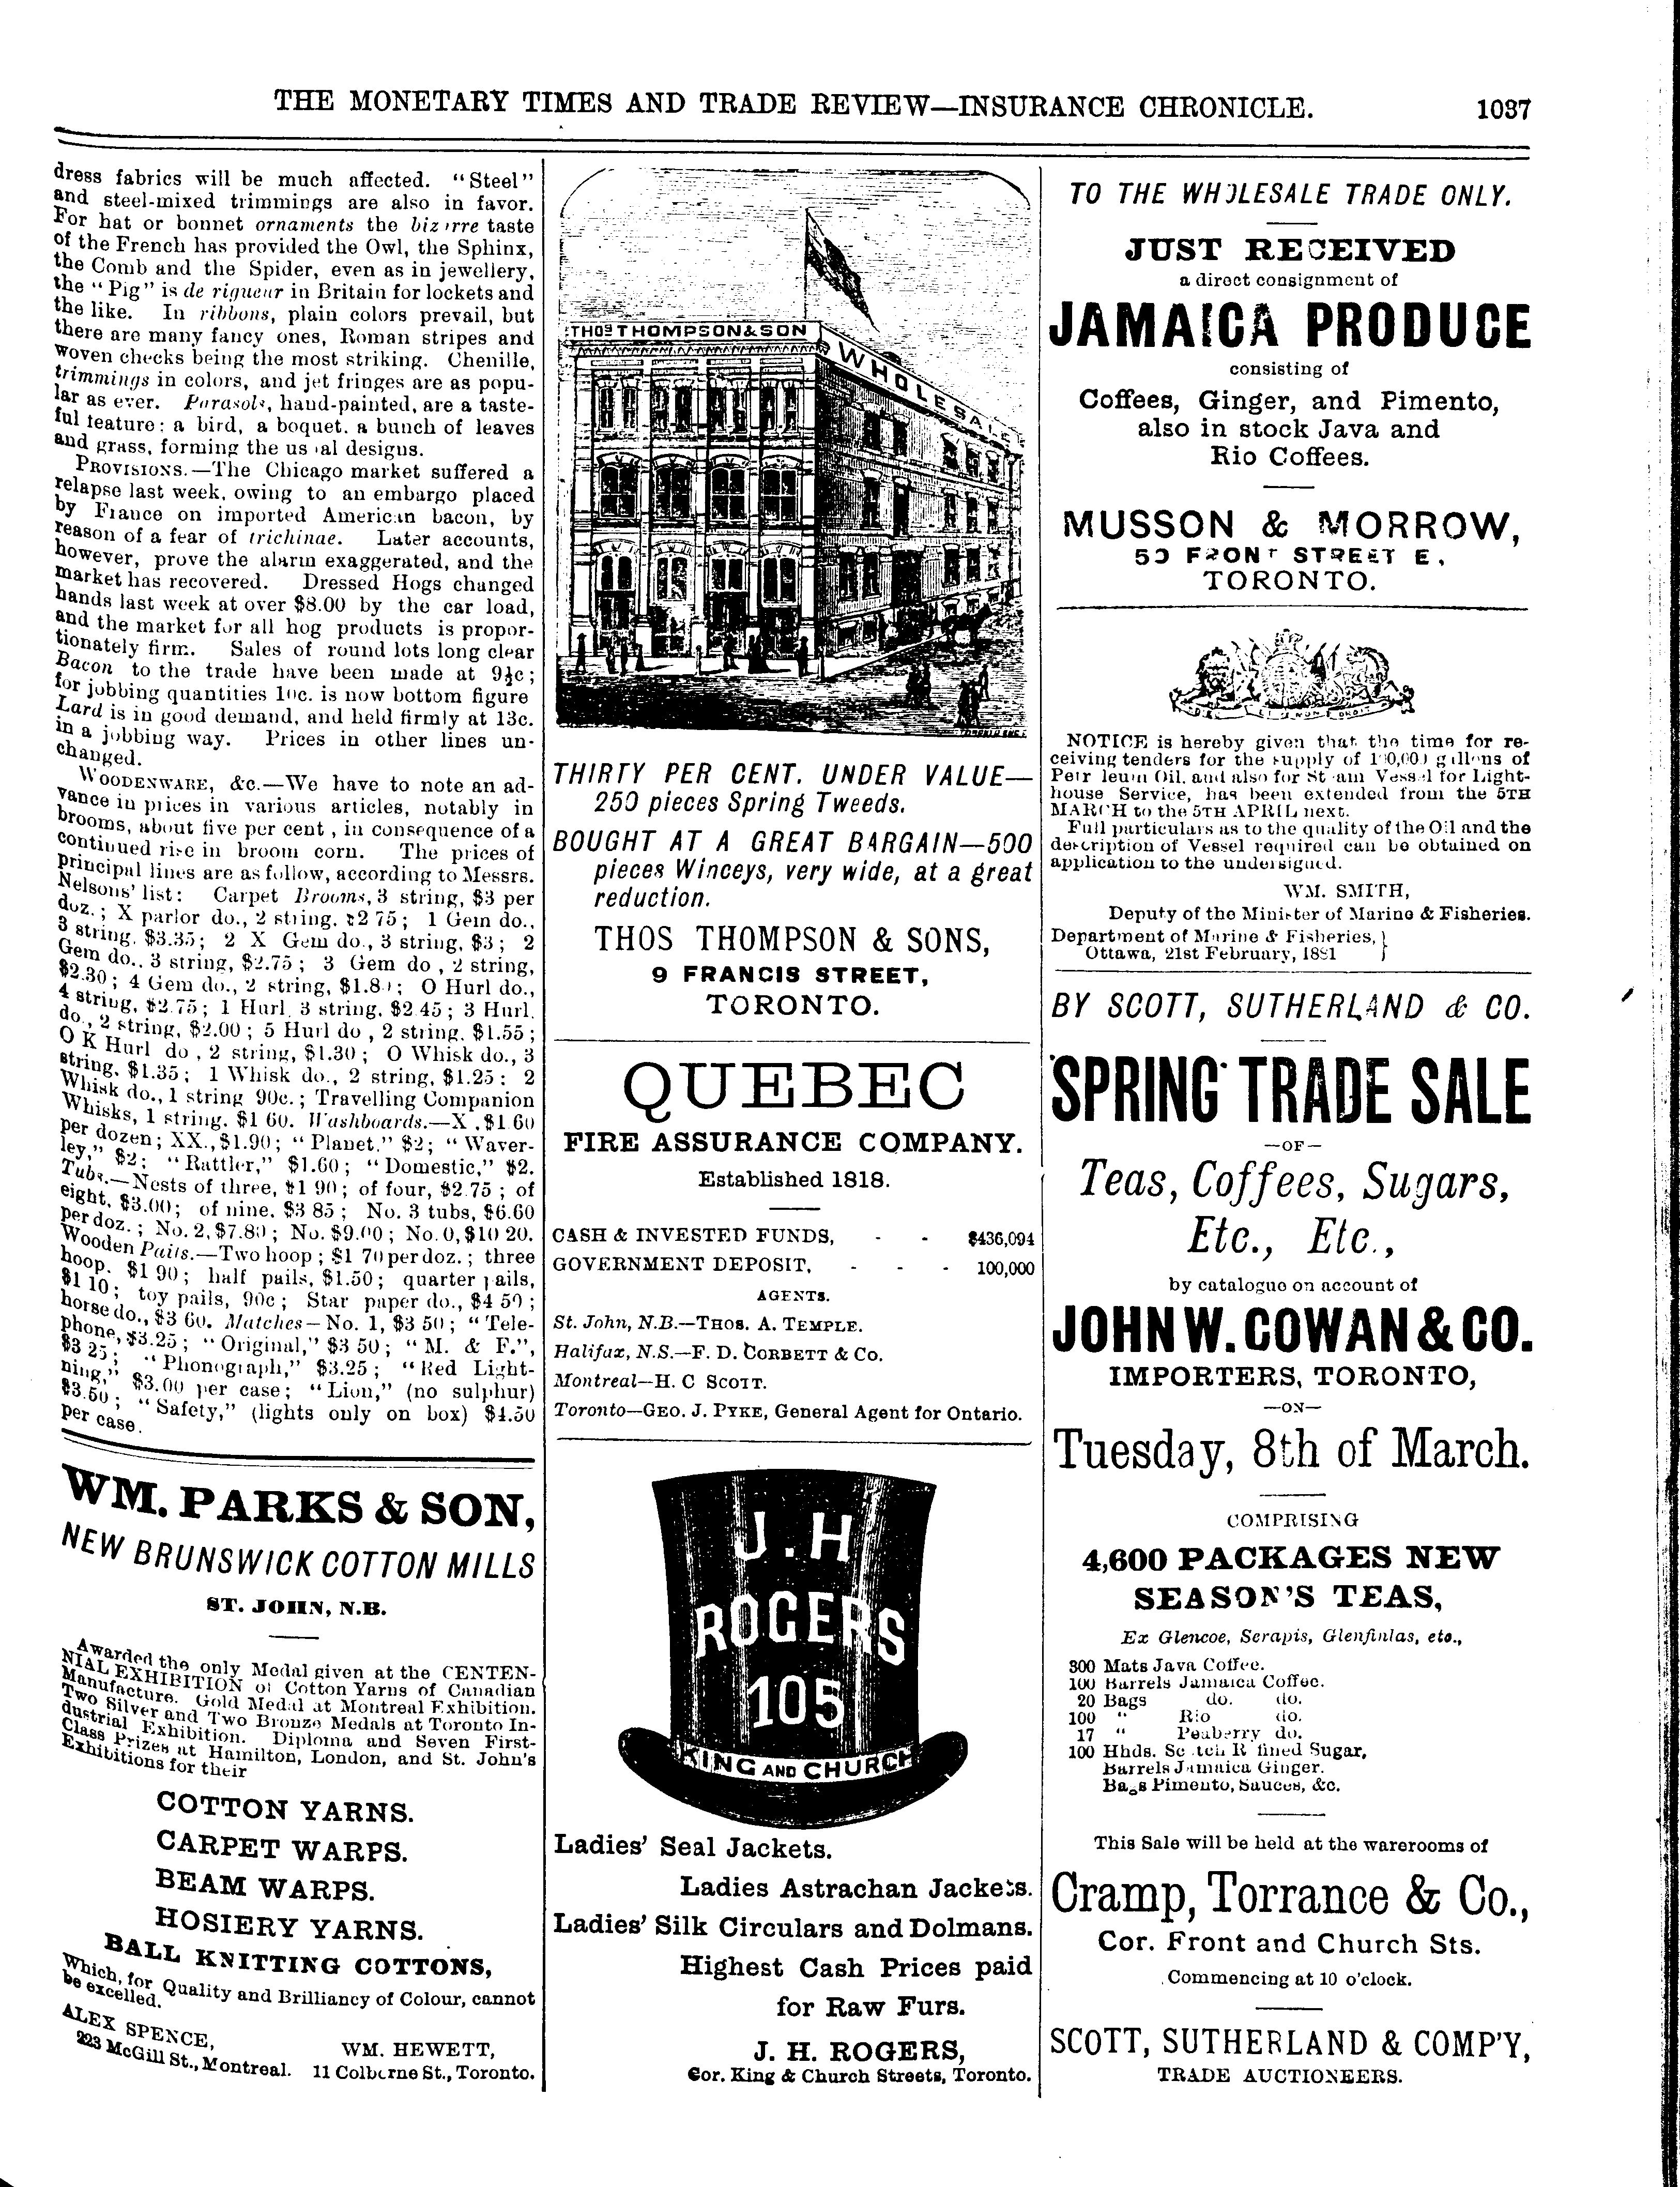 THE MONETARY TIMES AND TRADE REVIEW—INSURANCE CHRONICLE. 1037
dress fabrics will be much affected. "Steel"
and steel-mixed trimmings are also in favor.
For hat or bonnet ornaments the bizarre taste
of the French has provided the Owl, the Sphinx,
the Comb and the Spider, even as in jewellery,
the "Pig" is de rigueur in Britain for lockets and
the like. In ribbons, plain colors prevail, but
there are many fancy ones, Roman stripes and
woven checks being the most striking. Chenille,
trimmings in colors, and jet fringes are as popu-
lar as ever. Parasols, hand-painted, are a taste-
ful feature: a bird, a boquet, a bunch of leaves
and grass, forming the usual designs.
PROVISIONS.—The Chicago market suffered a
relapse last week, owing to an embargo placed
by France on imported American bacon, by
reason of a fear of trichinae. Later accounts,
however, prove the alarm exaggerated, and the
market has recovered. Dressed Hogs changed
hands last week at over $8.00 by the car load,
and the market for all hog products is propor-
tionately firm. Sales of round lots long clear
Bacon to the trade have been made at 9½c;
for jobbing quantities 10c. is now bottom figure
Lard is in good demand, and held firmly at 13c.
in a jobbing way. Prices in other lines un-
changed.
WOODENWARE, &c.—We have to note an ad-
vance in prices in various articles, notably in
brooms, about five per cent, in consequence of a
continued rise in broom corn. The prices of
principal lines are as follow, according to Messrs.
Nelsons' list: Carpet Brooms, 3 string, $3 per
doz.; X parlor do., 2 string, $2 75; 1 Gem do.,
3 string, $3.35; 2 X Gem do., 3 string, $3; 2
Gem do., 3 string, $2.75; 3 Gem do, 2 string,
$2.30; 4 Gem do., 2 string, $1.80; O Hurl do.,
4 string, $2.75; 1 Hurl, 3 string, $2 45; 3 Hurl
do., 2 string, $2.00; 5 Hurl do, 2 string, $1.55;
O K Hurl do, 2 string, $1.30; O Whisk do., 3
string, $1.35; 1 Whisk do., 2 string, $1.25; 2
Whisk do., 1 string 90c.; Travelling Companion
Whisks, 1 string, $1 60. Washboards.—X, $1 60
per dozen; XX., $1.90; "Planet," $2; "Waver-
ley," $2; "Rattler," $1.60; "Domestic," $2.
Tubs.—Nests of three, $1 90; of four, $2.75; of
eight, $3.00; of nine, $3 85; No. 3 tubs, $6.60
per doz.; No. 2, $7.80; No. $9.00; No. 0, $10 20.
Wooden Pails.—Two hoop; $1 70 per doz.; three
hoop. $1 90; half pails, $1.50; quarter pails,
$1 10; toy pails, 90c; Star paper do., $4 50;
horse do., $3 60. Matches—No. 1, $3 50; "Tele-
phone, $3.25; "Original," $3 50; "M. & F.",
$3 25; "Phonograph," $3.25; "Red Light-
ning," $3.00 per case; "Lion," (no sulphur)
$3.50; "Safety," (lights only on box) $4.50
per case.
WM. PARKS & SON,
NEW BRUNSWICK COTTON MILLS
ST. JOHN, N.B.
Awarded the only Medal given at the CENTEN-
NIAL EXHIBITION of Cotton Yarns of Canadian
Manufacture. Gold Medal at Montreal Exhibition.
Two Silver and Two Bronze Medals at Toronto In-
dustrial Exhibition. Diploma and Seven First-
Class Prizes at Hamilton, London, and St. John's
Exhibitions for their
COTTON YARNS.
CARPET WARPS.
BEAM WARPS.
HOSIERY YARNS.
BALL KNITTING COTTONS,
Which, for Quality and Brilliancy of Colour, cannot
be excelled.
ALEX SPENCE,
223 McGill St., Montreal.
WM. HEWETT,
11 Colborne St., Toronto.
THOS THOMPSON & SON
WHOLESALE
TORONTO ENG
THIRTY PER CENT. UNDER VALUE—
250 pieces Spring Tweeds.
BOUGHT AT A GREAT BARGAIN—500
pieces Winceys, very wide, at a great
reduction.
THOS THOMPSON & SONS,
9 FRANCIS STREET,
TORONTO.
QUEBEC
FIRE ASSURANCE COMPANY.
Established 1818.
CASH & INVESTED FUNDS, - - $436,094
GOVERNMENT DEPOSIT, - - - 100,000
AGENTS.
St. John, N.B.—THOS. A. TEMPLE.
Halifax, N.S.—F. D. CORBETT & Co.
Montreal—H. C SCOTT.
Toronto—GEO. J. PYKE, General Agent for Ontario.
J. H
ROGERS
105
KING AND CHURCH
Ladies' Seal Jackets.
Ladies Astrachan Jackets.
Ladies' Silk Circulars and Dolmans.
Highest Cash Prices paid
for Raw Furs.
J. H. ROGERS,
Cor. King & Church Streets, Toronto.
TO THE WHOLESALE TRADE ONLY.
JUST RECEIVED
a direct consignment of
JAMAICA PRODUCE
consisting of
Coffees, Ginger, and Pimento,
also in stock Java and
Rio Coffees.
MUSSON & MORROW,
50 FRONT STREET E,
TORONTO.
DIEU ET MON DROIT
NOTICE is hereby given that the time for re-
ceiving tenders for the supply of 100,000 gallons of
Petroleum Oil, and also for Steam Vessel for Light-
house Service, has been extended from the 5TH
MARCH to the 5TH APRIL next.
Full particulars as to the quality of the Oil and the
description of Vessel required can be obtained on
application to the undersigned.
WM. SMITH,
Deputy of the Minister of Marine & Fisheries.
Department of Marine & Fisheries, }
Ottawa, 21st February, 1881 }
BY SCOTT, SUTHERLAND & CO.
SPRING TRADE SALE
—OF—
Teas, Coffees, Sugars,
Etc., Etc.,
by catalogue on account of
JOHN W. COWAN & CO.
IMPORTERS, TORONTO,
—ON—
Tuesday, 8th of March.
COMPRISING
4,600 PACKAGES NEW
SEASON'S TEAS,
Ex Glencoe, Serapis, Glenfinlas, etc.,
300 Mats Java Coffee.
100 Barrels Jamaica Coffee.
20 Bags do. do.
100 " Rio do.
17 " Peaberry do.
100 Hhds. Scotch Refined Sugar,
Barrels Jamaica Ginger.
Bags Pimento, Sauces, &c.
This Sale will be held at the warerooms of
Cramp, Torrance & Co.,
Cor. Front and Church Sts.
Commencing at 10 o'clock.
SCOTT, SUTHERLAND & COMP'Y,
TRADE AUCTIONEERS.